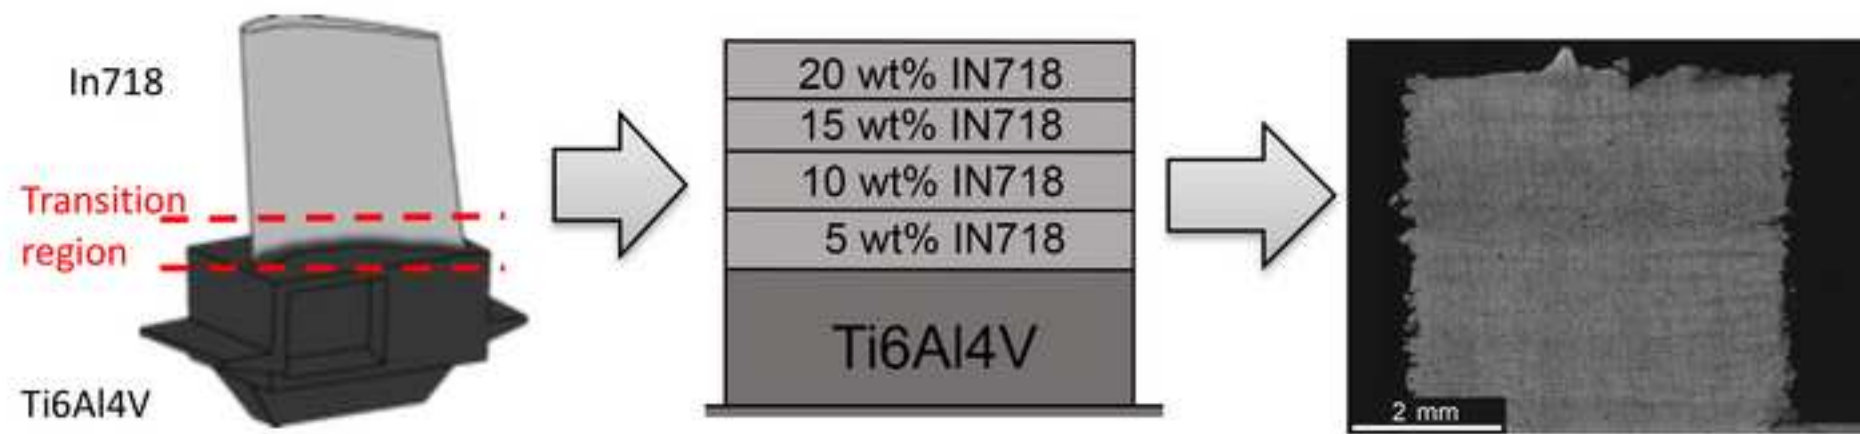 In718
Transition
region
Ti6Al4V
20 wt% IN718
15 wt% IN718
10 wt% IN718
5 wt% IN718
Ti6Al4V
2 mm